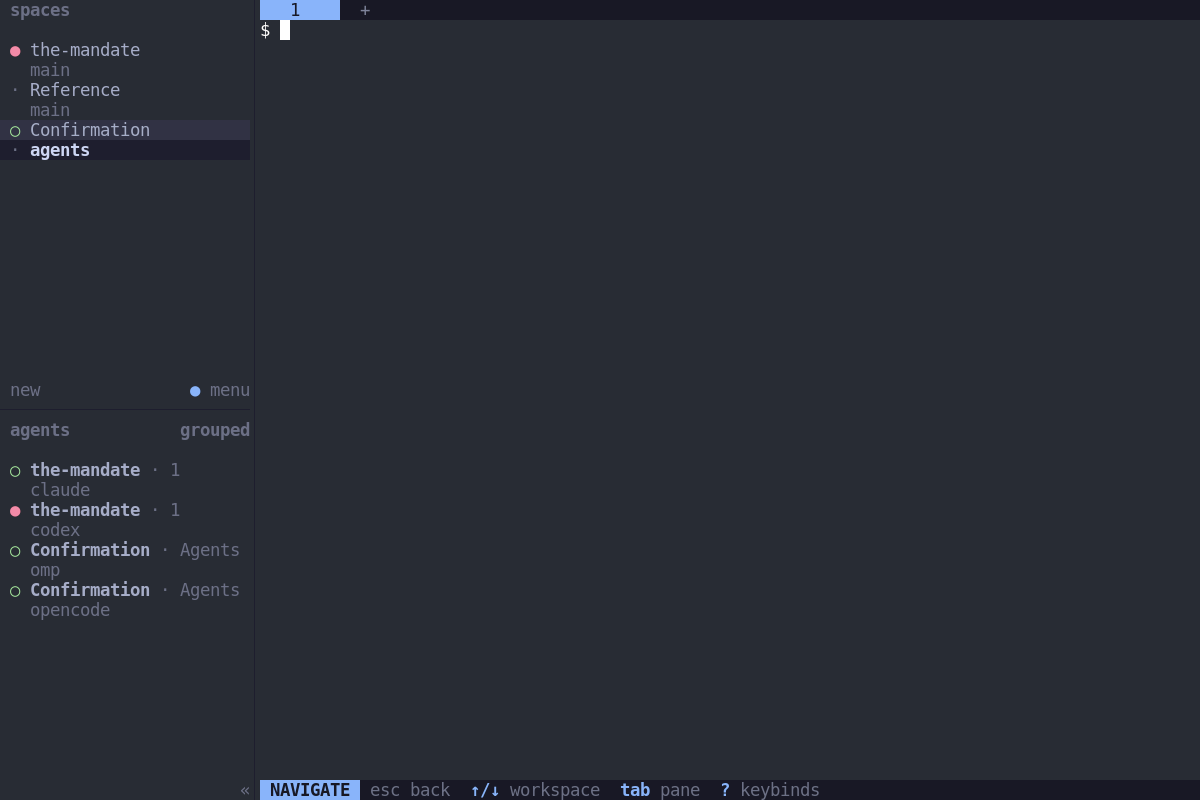 spaces
● the-mandate
main
· Reference
main
○ Confirmation
· agents
new ● menu
agents grouped
○ the-mandate · 1
claude
● the-mandate · 1
codex
○ Confirmation · Agents
omp
○ Confirmation · Agents
opencode
«
1 +
$
NAVIGATE esc back ↑/↓ workspace tab pane ? keybinds